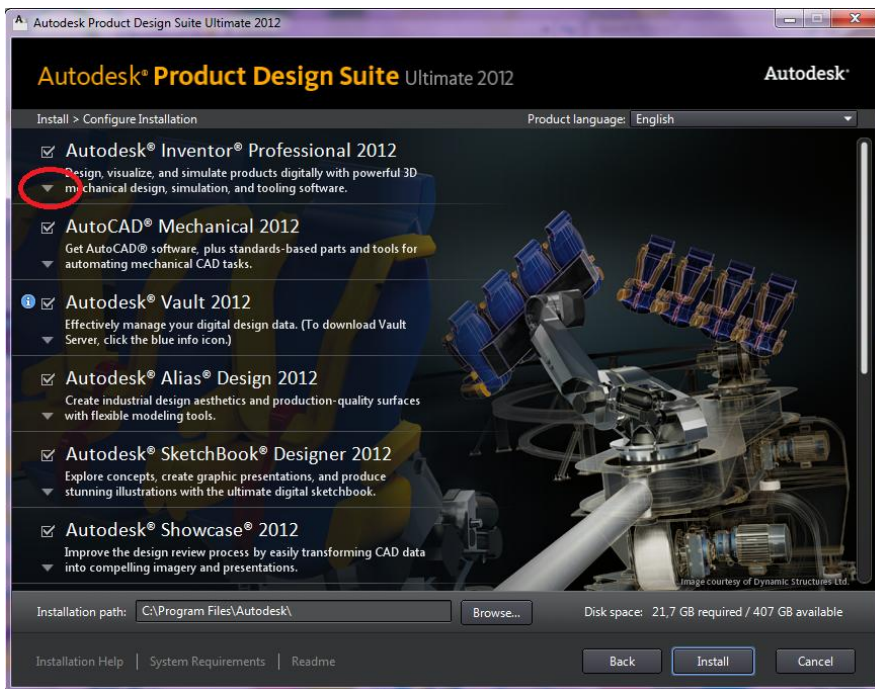 Autodesk Product Design Suite Ultimate 2012
Autodesk® Product Design Suite Ultimate 2012
Autodesk®
Install > Configure Installation
Product language: English
Autodesk® Inventor® Professional 2012
Design, visualize, and simulate products digitally with powerful 3D
mechanical design, simulation, and tooling software.
AutoCAD® Mechanical 2012
Get AutoCAD® software, plus standards-based parts and tools for
automating mechanical CAD tasks.
Autodesk® Vault 2012
Effectively manage your digital design data. (To download Vault
Server, click the blue info icon.)
Autodesk® Alias® Design 2012
Create industrial design aesthetics and production-quality surfaces
with flexible modeling tools.
Autodesk® SketchBook® Designer 2012
Explore concepts, create graphic presentations, and produce
stunning illustrations with the ultimate digital sketchbook.
Autodesk® Showcase® 2012
Improve the design review process by easily transforming CAD data
into compelling imagery and presentations.
Image courtesy of Dynamic Structures Ltd.
Installation path: C:\Program Files\Autodesk\
Browse...
Disk space: 21,7 GB required / 407 GB available
Installation Help | System Requirements | Readme
Back
Install
Cancel